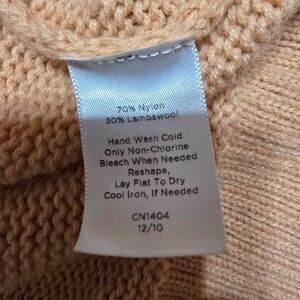 70% Nylon
30% Lambswool
Hand Wash Cold
Only Non-Chlorine
Bleach When Needed
Reshape,
Lay Flat To Dry
Cool Iron, If Needed
CN1404
12/10